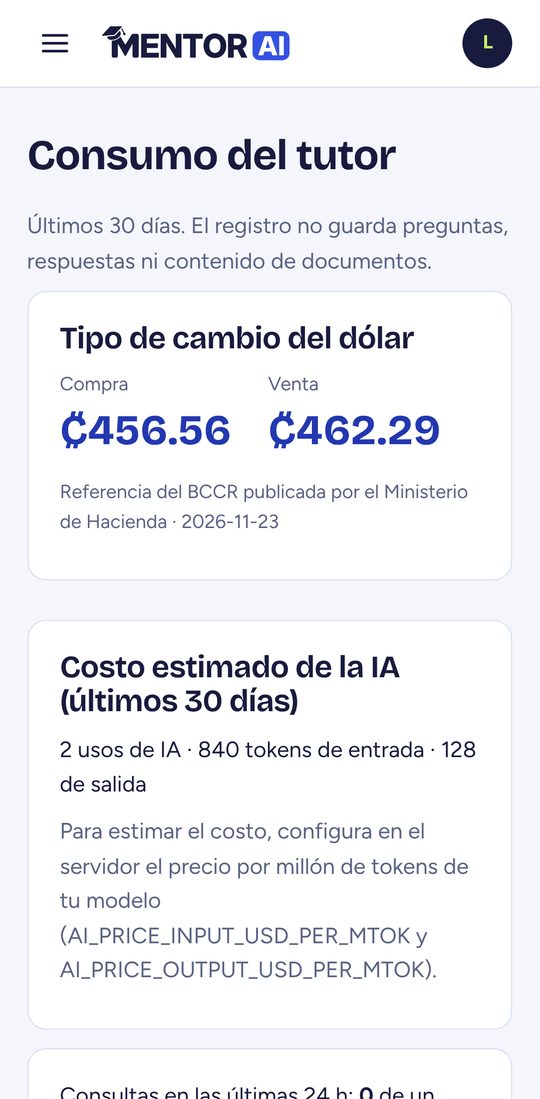 MENTOR AI
L
Consumo del tutor
Últimos 30 días. El registro no guarda preguntas,
respuestas ni contenido de documentos.
Tipo de cambio del dólar
Compra Venta
₡456.56 ₡462.29
Referencia del BCCR publicada por el Ministerio
de Hacienda · 2026-11-23
Costo estimado de la IA
(últimos 30 días)
2 usos de IA · 840 tokens de entrada · 128
de salida
Para estimar el costo, configura en el
servidor el precio por millón de tokens de
tu modelo
(AI_PRICE_INPUT_USD_PER_MTOK y
AI_PRICE_OUTPUT_USD_PER_MTOK).
Consultas en las últimas 24 h: 0 de un